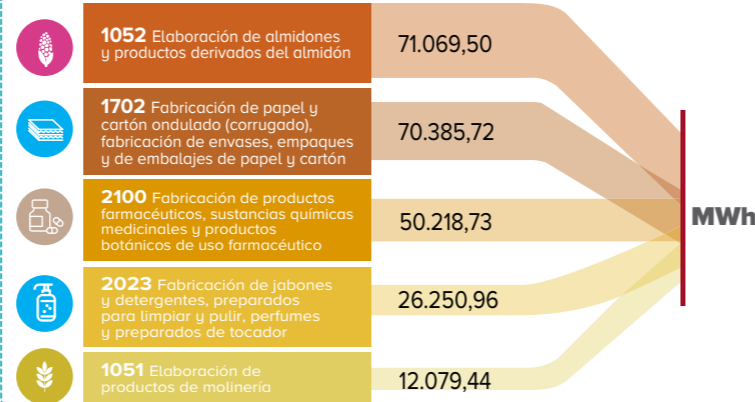 1052 Elaboración de almidones
y productos derivados del almidón
71.069,50
1702 Fabricación de papel y
cartón ondulado (corrugado),
fabricación de envases, empaques
y de embalajes de papel y cartón
70.385,72
2100 Fabricación de productos
farmacéuticos, sustancias químicas
medicinales y productos
botánicos de uso farmacéutico
50.218,73
2023 Fabricación de jabones
y detergentes, preparados
para limpiar y pulir, perfumes
y preparados de tocador
26.250,96
1051 Elaboración de
productos de molinería
12.079,44
MWh